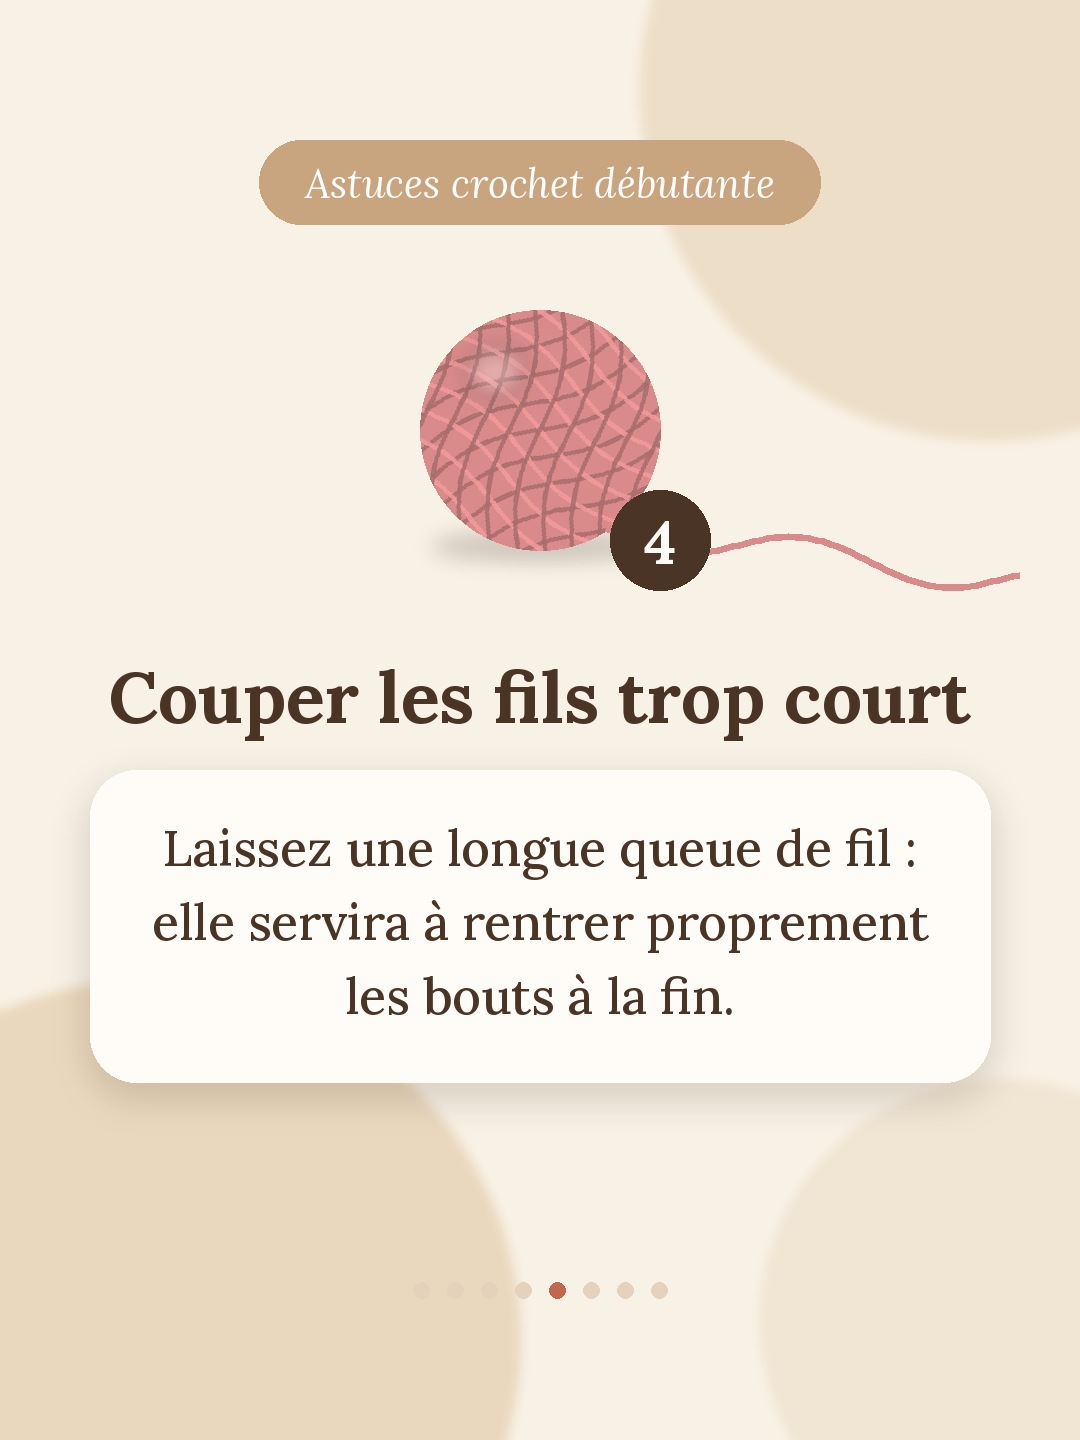 Astuces crochet débutante
4
Couper les fils trop court
Laissez une longue queue de fil :
elle servira à rentrer proprement
les bouts à la fin.